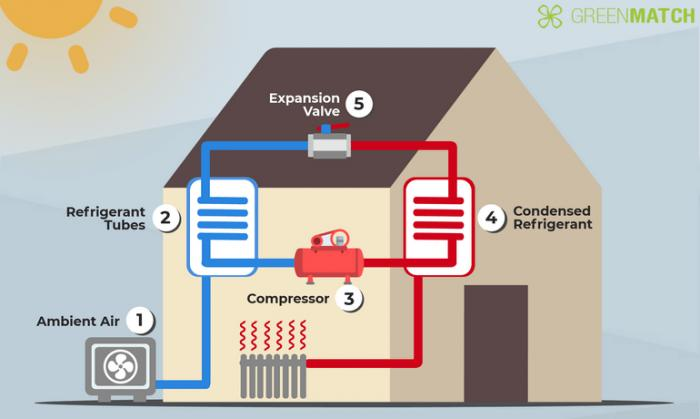 GREENMATCH
Expansion
Valve
5
Refrigerant
Tubes
2
4
Condensed
Refrigerant
Compressor
3
Ambient Air
1